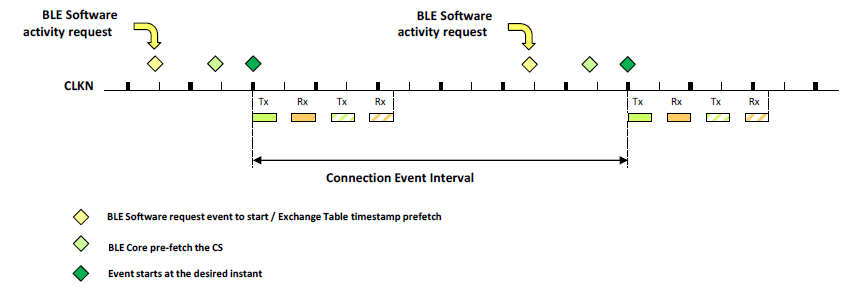 BLE Software
activity request
BLE Software
activity request
CLKN
Tx Rx Tx Rx
Tx Rx Tx Rx
Connection Event Interval
BLE Software request event to start / Exchange Table timestamp prefetch
BLE Core pre-fetch the CS
Event starts at the desired instant